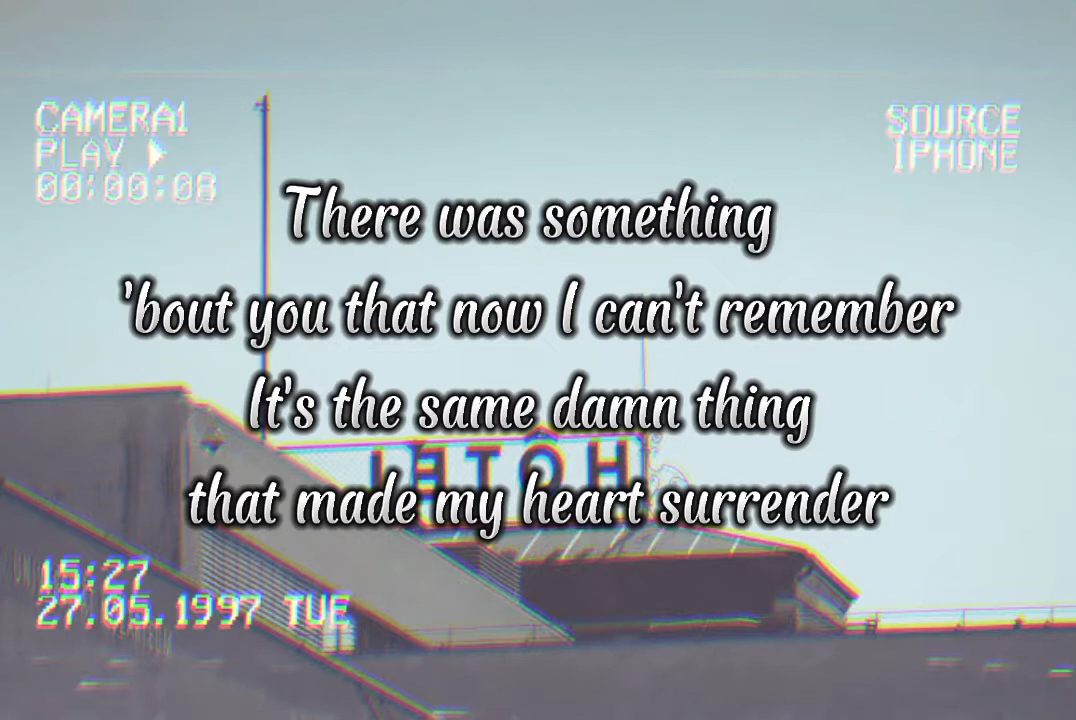 CAMERA1
PLAY
00:00:08
SOURCE
IPHONE
There was something
'bout you that now I can't remember
It's the same damn thing
that made my heart surrender
HOTEL
15:27
27.05.1997 TUE